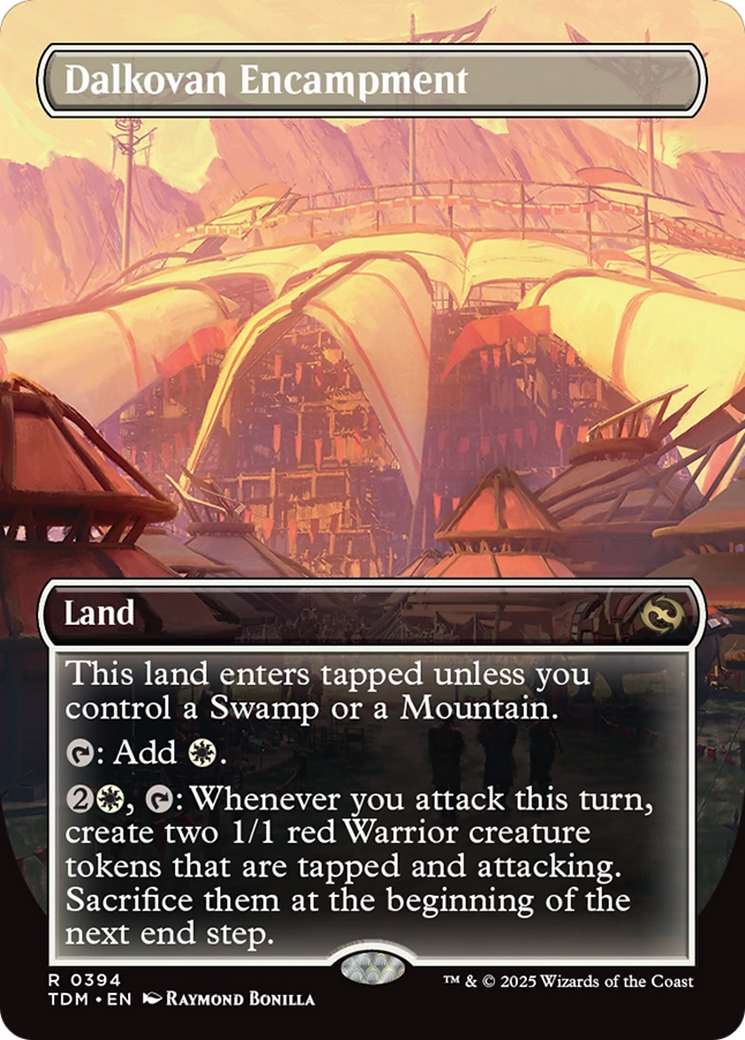 Dalkovan Encampment
Land
This land enters tapped unless you
control a Swamp or a Mountain.
: Add .
2, : Whenever you attack this turn,
create two 1/1 red Warrior creature
tokens that are tapped and attacking.
Sacrifice them at the beginning of the
next end step.
R 0394
TDM • EN Raymond Bonilla
™ & © 2025 Wizards of the Coast